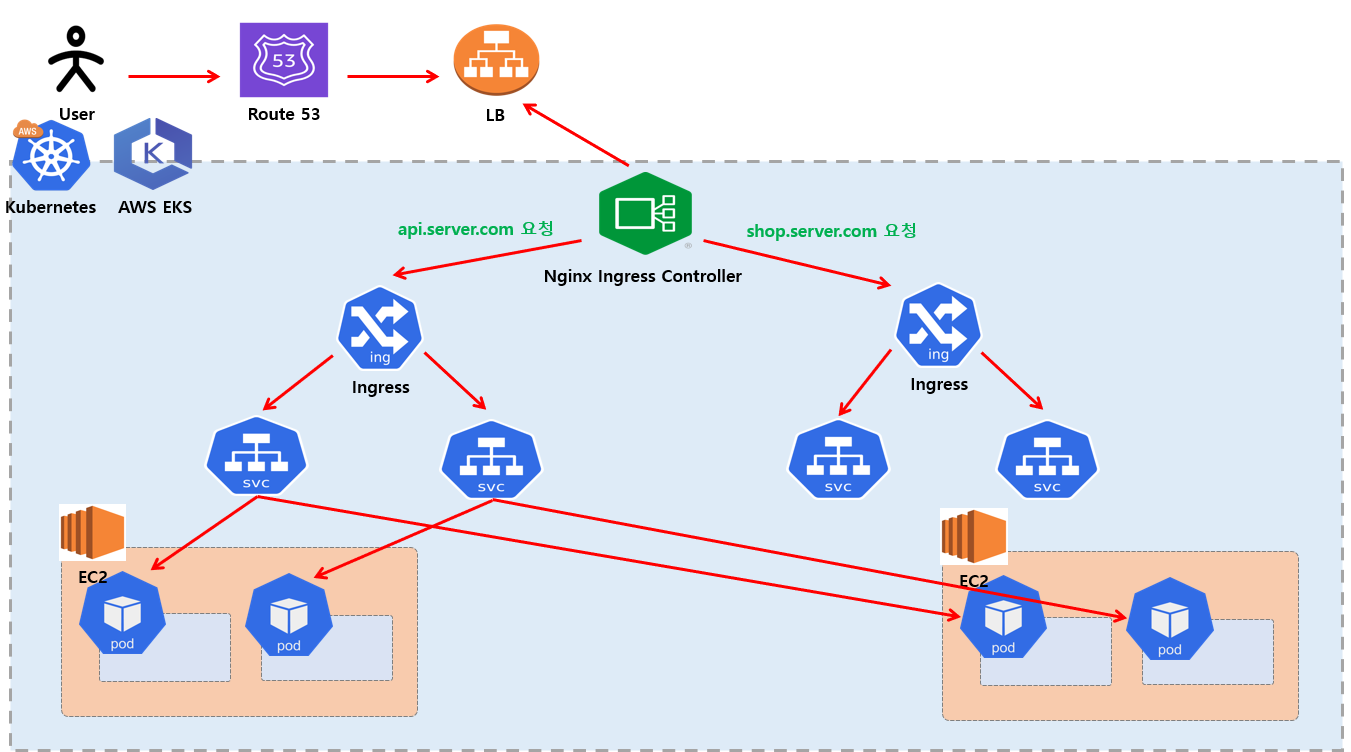 53
User
Route 53
LB
AWS
K
Kubernetes
AWS EKS
api.server.com 요청
shop.server.com 요청
®
Nginx Ingress Controller
ing
Ingress
ing
Ingress
svc
svc
svc
svc
EC2
EC2
pod
pod
pod
pod